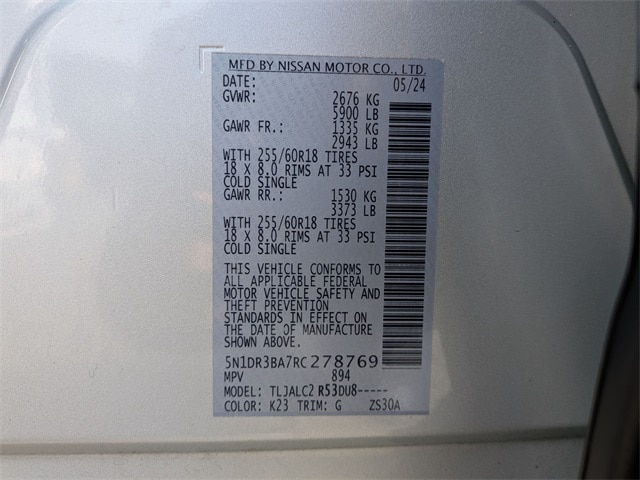 MFD BY NISSAN MOTOR CO., LTD.
DATE: 05/24
GVWR: 2676 KG
5900 LB
GAWR FR.: 1335 KG
2943 LB
WITH 255/60R18 TIRES
18 X 8.0 RIMS AT 33 PSI
COLD SINGLE
GAWR RR.: 1530 KG
3373 LB
WITH 255/60R18 TIRES
18 X 8.0 RIMS AT 33 PSI
COLD SINGLE
THIS VEHICLE CONFORMS TO
ALL APPLICABLE FEDERAL
MOTOR VEHICLE SAFETY AND
THEFT PREVENTION
STANDARDS IN EFFECT ON
THE DATE OF MANUFACTURE
SHOWN ABOVE.
5N1DR3BA7RC278769
MPV 894
MODEL: TLJALC2 R53DU8-----
COLOR: K23 TRIM: G ZS30A